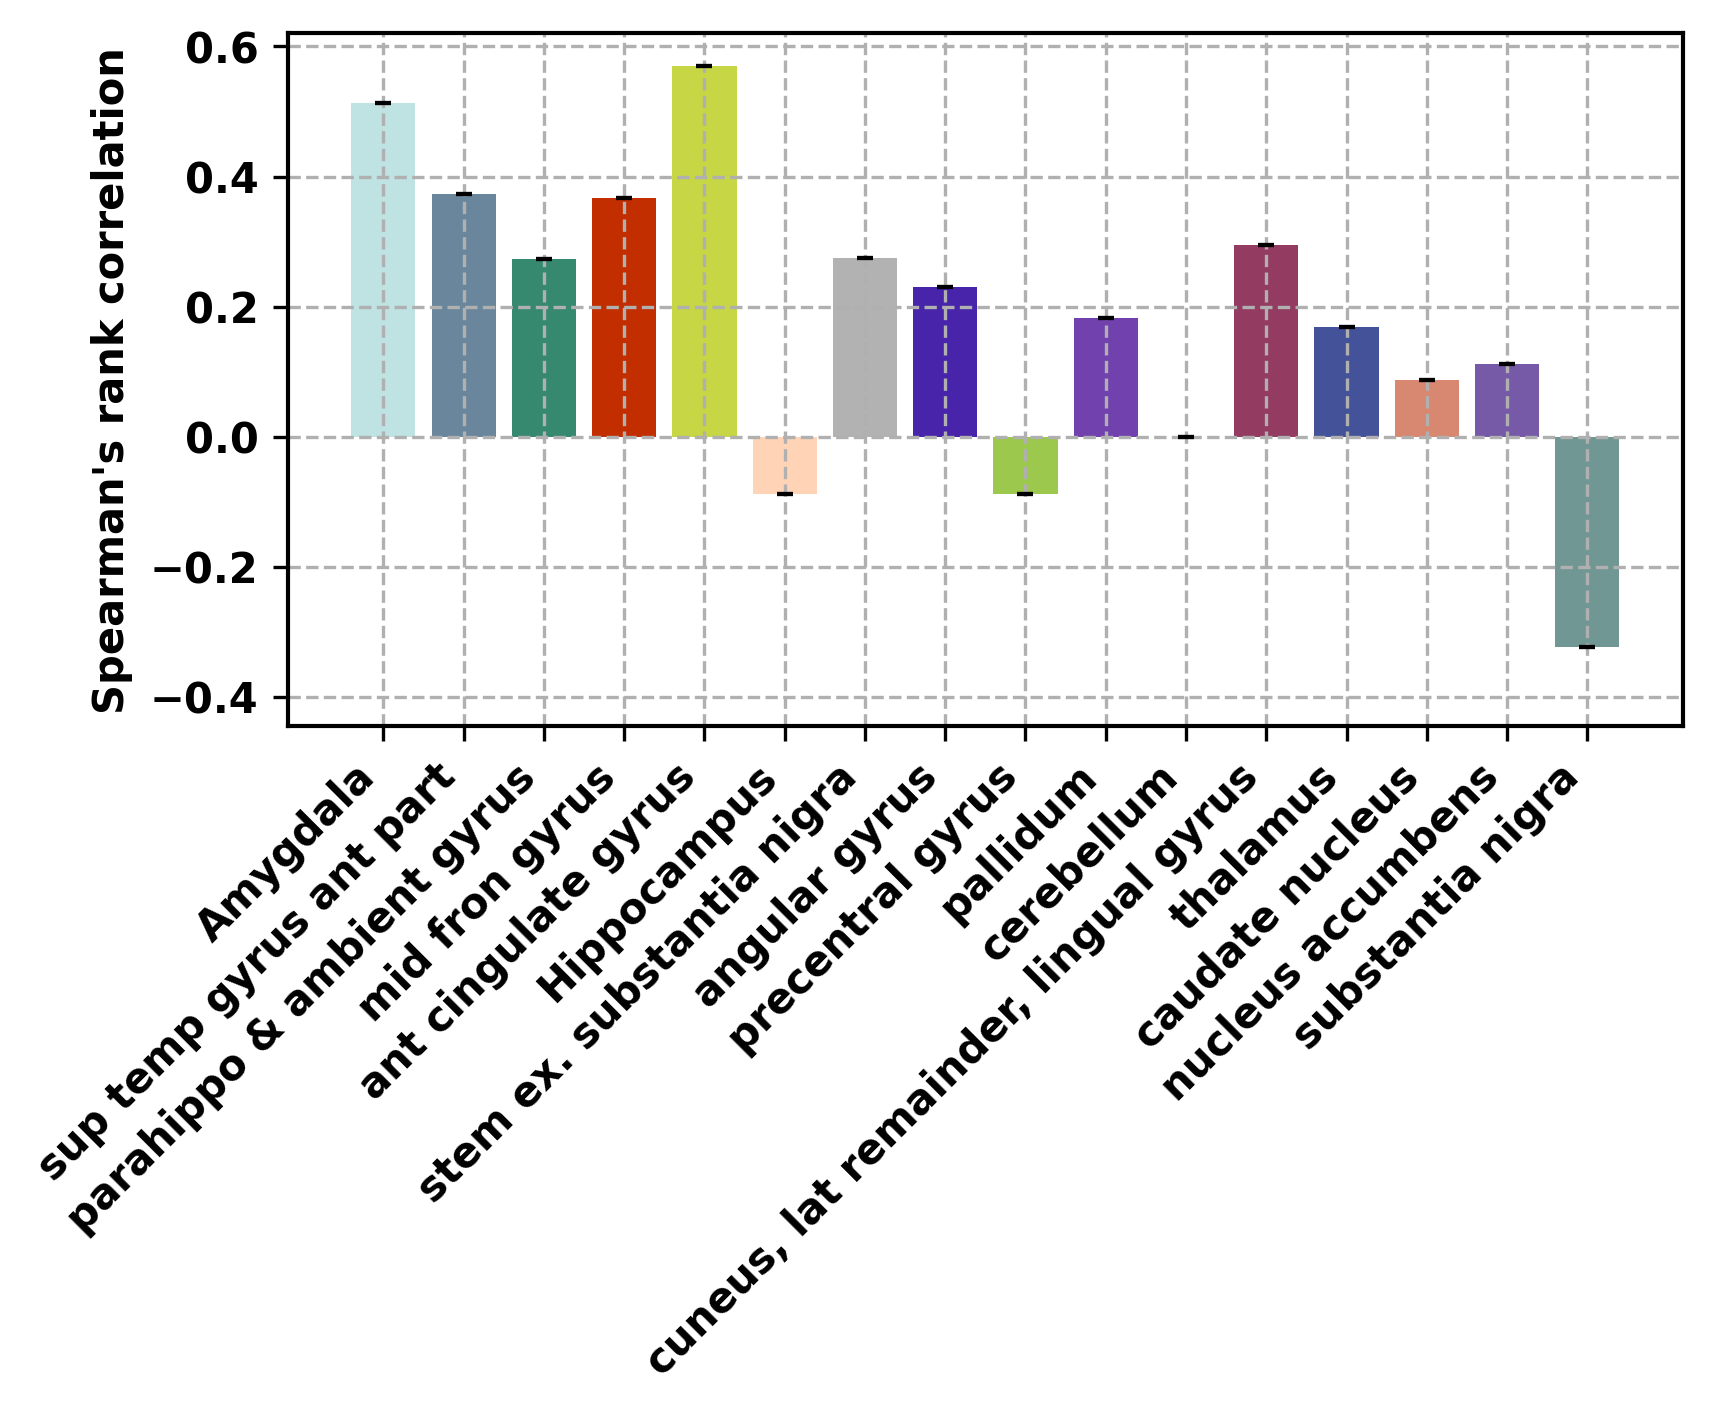 Spearman's rank correlation
0.6
0.4
0.2
0.0
−0.2
−0.4
Amygdala
sup temp gyrus ant part
parahippo & ambient gyrus
mid fron gyrus
ant cingulate gyrus
Hippocampus
stem ex. substantia nigra
angular gyrus
precentral gyrus
pallidum
cerebellum
cuneus, lat remainder, lingual gyrus
thalamus
caudate nucleus
nucleus accumbens
substantia nigra